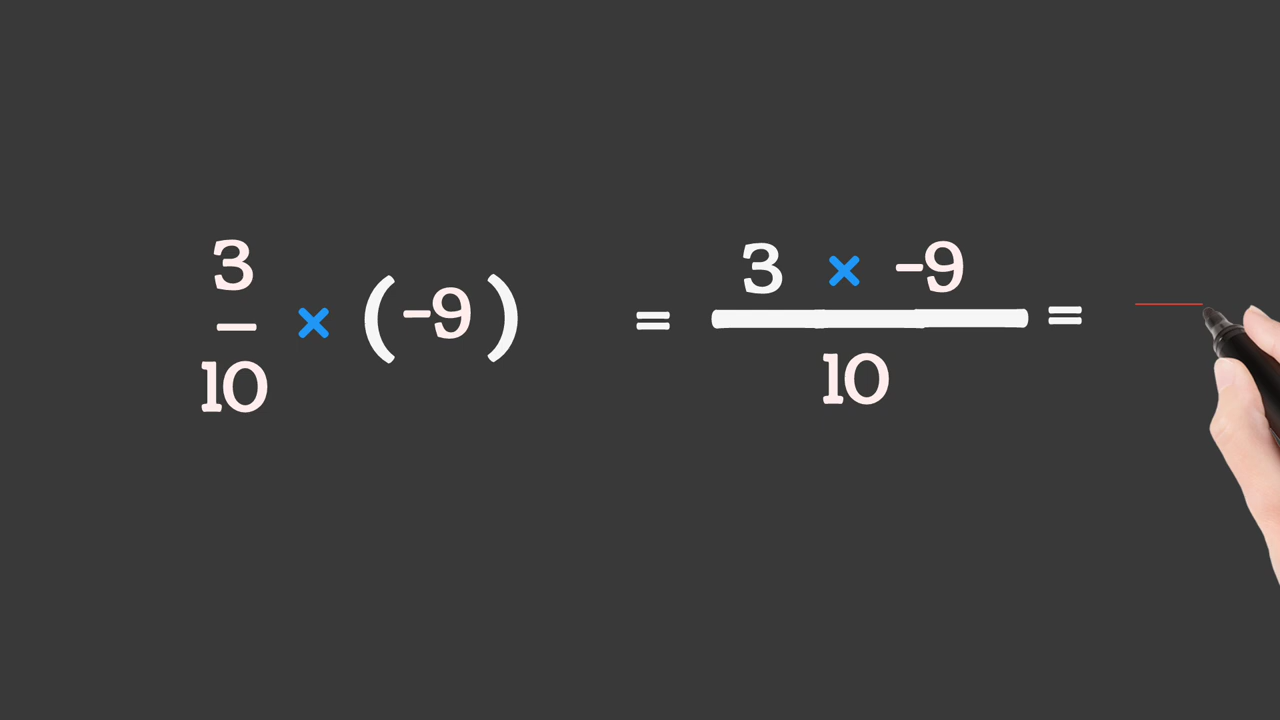 3/10 × (-9) = 3 × -9/10 =